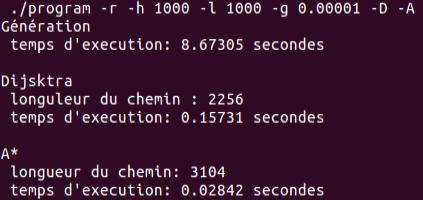 ./program -r -h 1000 -l 1000 -g 0.00001 -D -A
Génération
temps d'execution: 8.67305 secondes
Dijsktra
longuleur du chemin : 2256
temps d'execution: 0.15731 secondes
A*
longueur du chemin: 3104
temps d'execution: 0.02842 secondes